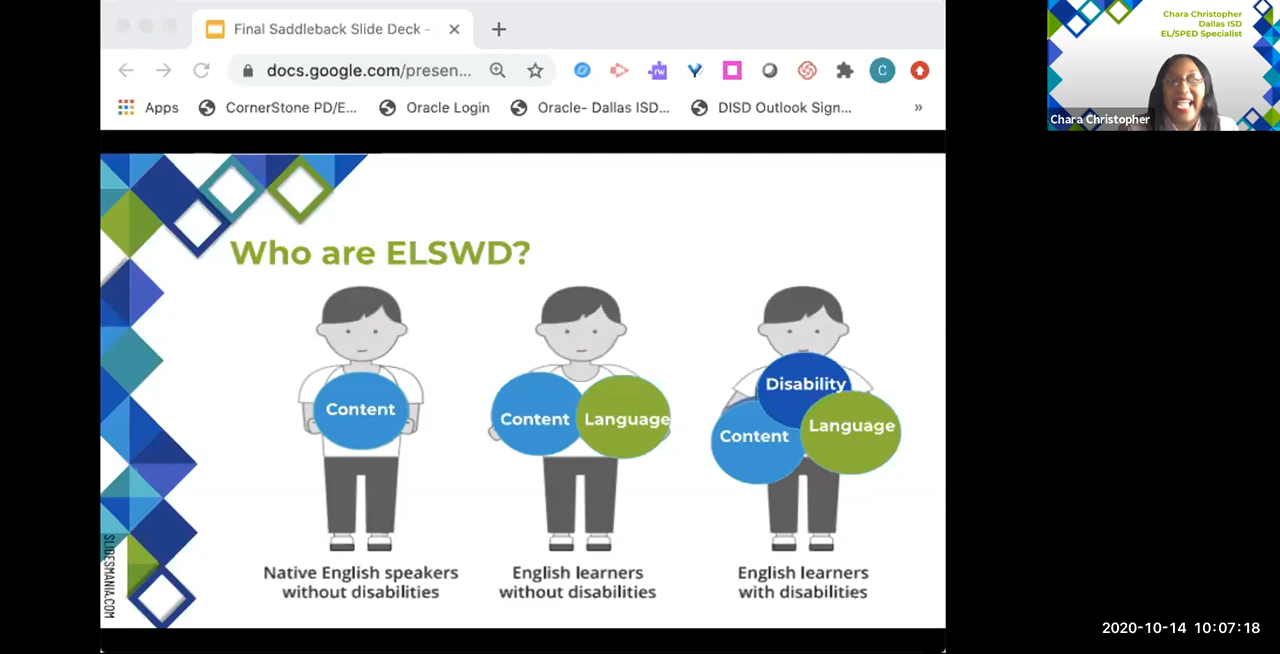 Final Saddleback Slide Deck -
docs.google.com/presen...
rw
C
Apps
CornerStone PD/E...
Oracle Login
Oracle- Dallas ISD...
DISD Outlook Sign...
»
Chara Christopher
Dallas ISD
EL/SPED Specialist
Chara Christopher
Who are ELSWD?
Content
Content
Language
Disability
Content
Language
Native English speakers
without disabilities
English learners
without disabilities
English learners
with disabilities
SLIDESMANIA.COM
2020-10-14 10:07:18